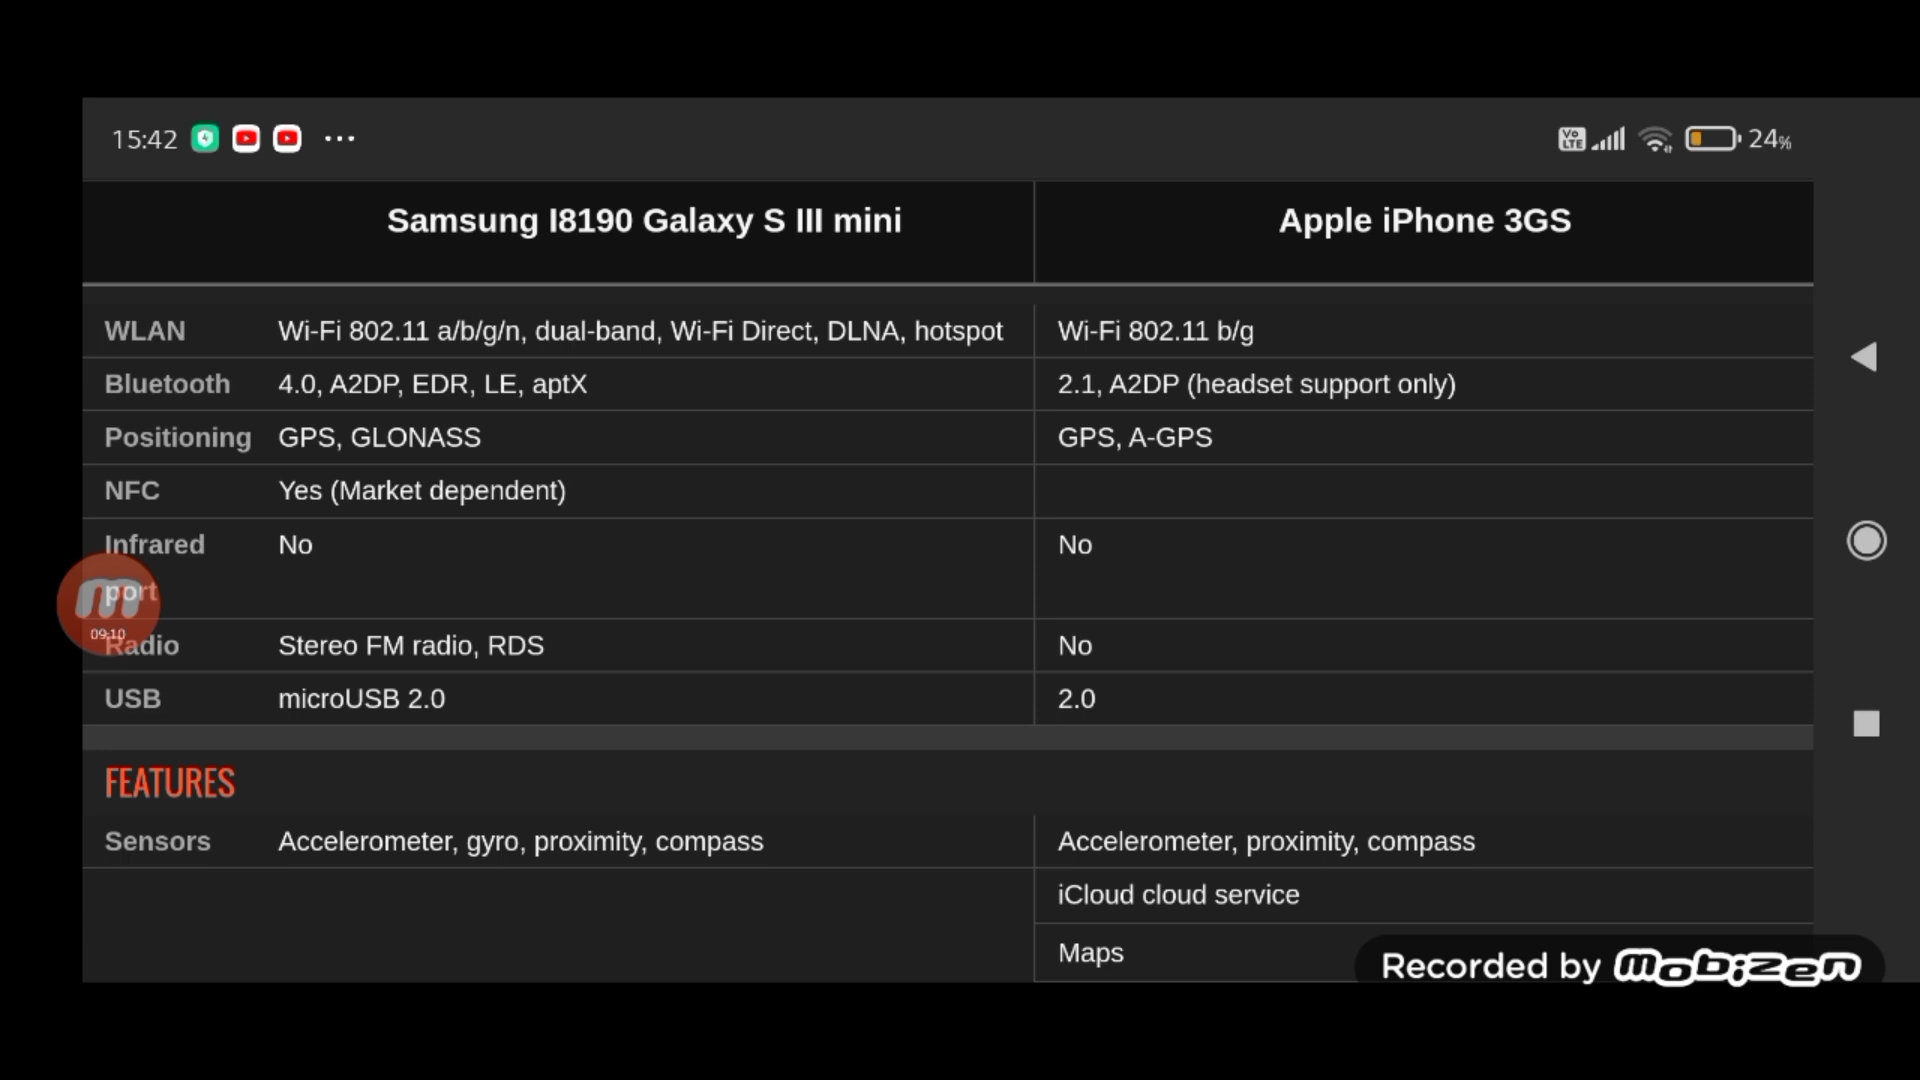 15:42 Vo LTE 24%
Samsung I8190 Galaxy S III mini Apple iPhone 3GS
WLAN Wi-Fi 802.11 a/b/g/n, dual-band, Wi-Fi Direct, DLNA, hotspot Wi-Fi 802.11 b/g
Bluetooth 4.0, A2DP, EDR, LE, aptX 2.1, A2DP (headset support only)
Positioning GPS, GLONASS GPS, A-GPS
NFC Yes (Market dependent)
Infrared No No
port
09:10
Radio Stereo FM radio, RDS No
USB microUSB 2.0 2.0
FEATURES
Sensors Accelerometer, gyro, proximity, compass Accelerometer, proximity, compass
iCloud cloud service
Maps
Recorded by mobizen